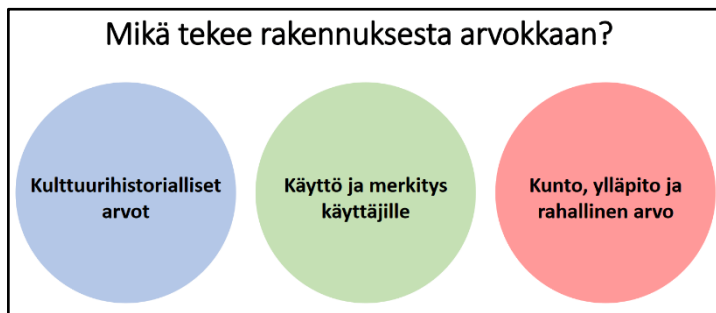 Mikä tekee rakennuksesta arvokkaan?
Kulttuurihistorialliset
arvot
Käyttö ja merkitys
käyttäjille
Kunto, ylläpito ja
rahallinen arvo